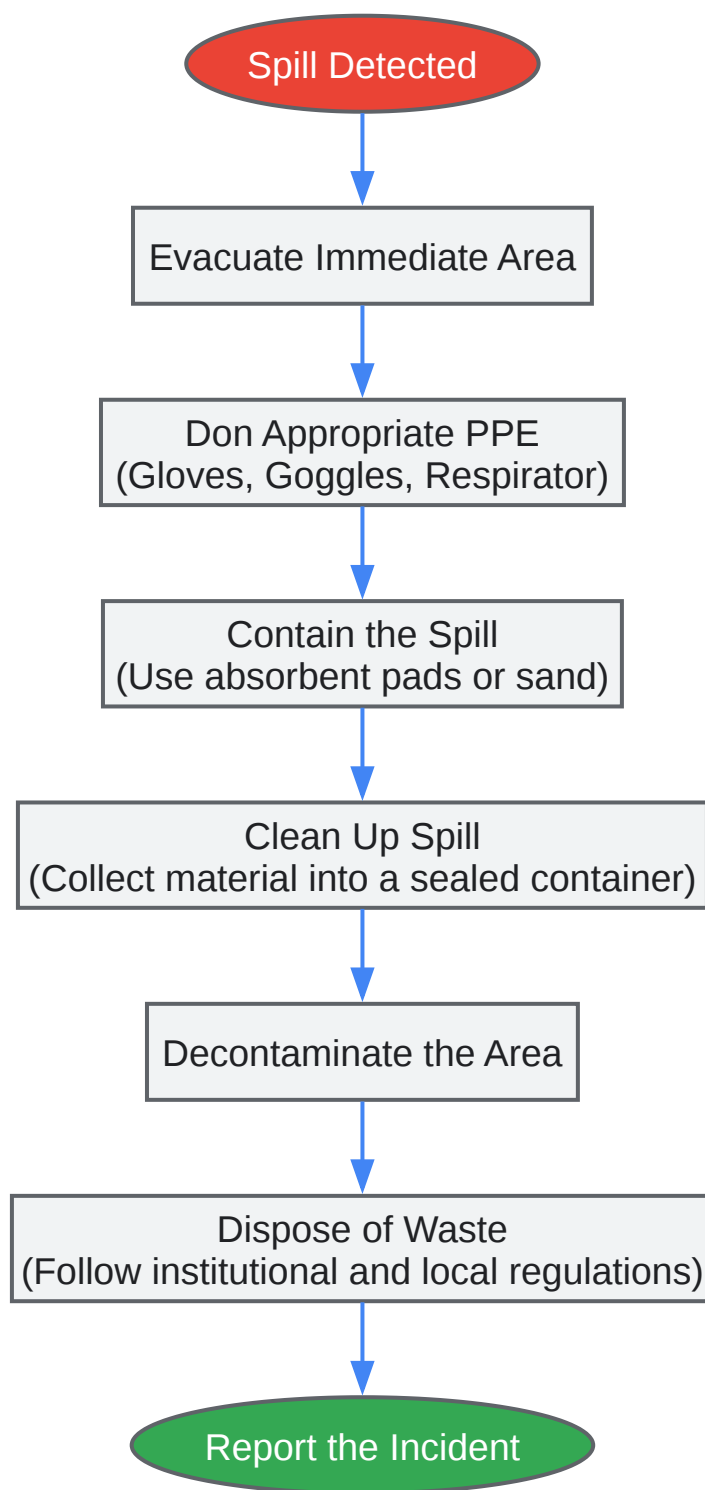 Spill Detected
Evacuate Immediate Area
Don Appropriate PPE
(Gloves, Goggles, Respirator)
Contain the Spill
(Use absorbent pads or sand)
Clean Up Spill
(Collect material into a sealed container)
Decontaminate the Area
Dispose of Waste
(Follow institutional and local regulations)
Report the Incident